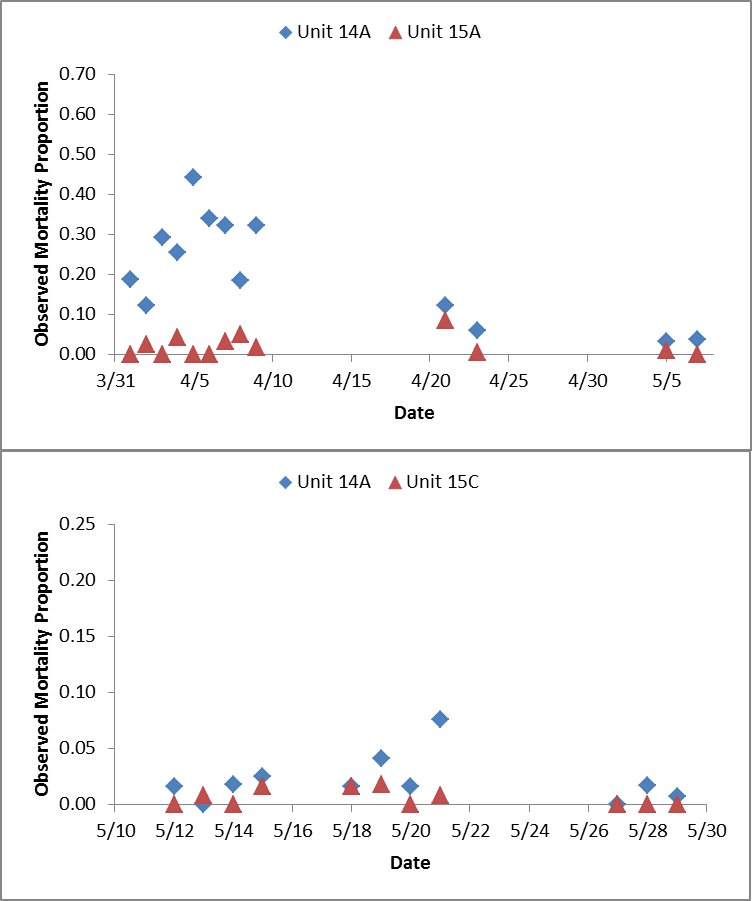 Unit 14A Unit 15A
0.70
0.60
0.50
0.40
0.30
0.20
0.10
0.00
Observed Mortality Proportion
3/31 4/5 4/10 4/15 4/20 4/25 4/30 5/5
Date
Unit 14A Unit 15C
0.25
0.20
0.15
0.10
0.05
0.00
Observed Mortality Proportion
5/10 5/12 5/14 5/16 5/18 5/20 5/22 5/24 5/26 5/28 5/30
Date